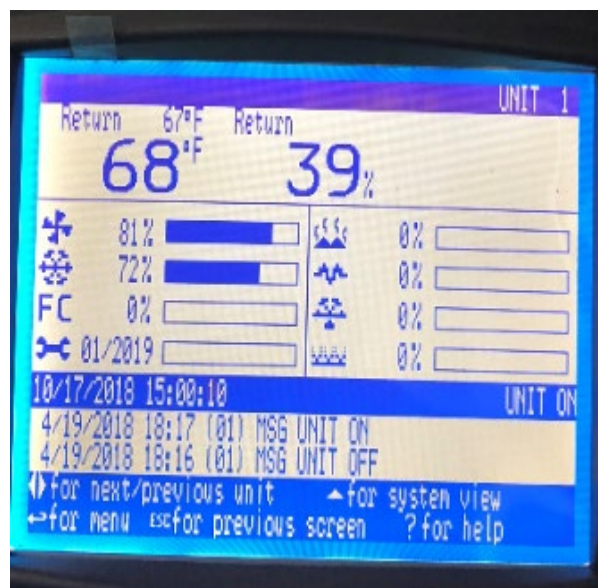 UNIT 1
Return 67°F Return
68°F 39%
81% 0%
72% 0%
FC 0% 0%
01/2019 0%
10/17/2018 15:00:10 UNIT ON
4/19/2018 18:17 (01) MSG UNIT ON
4/19/2018 18:16 (01) MSG UNIT OFF
for next/previous unit for system view
for menu ESC for previous screen ? for help